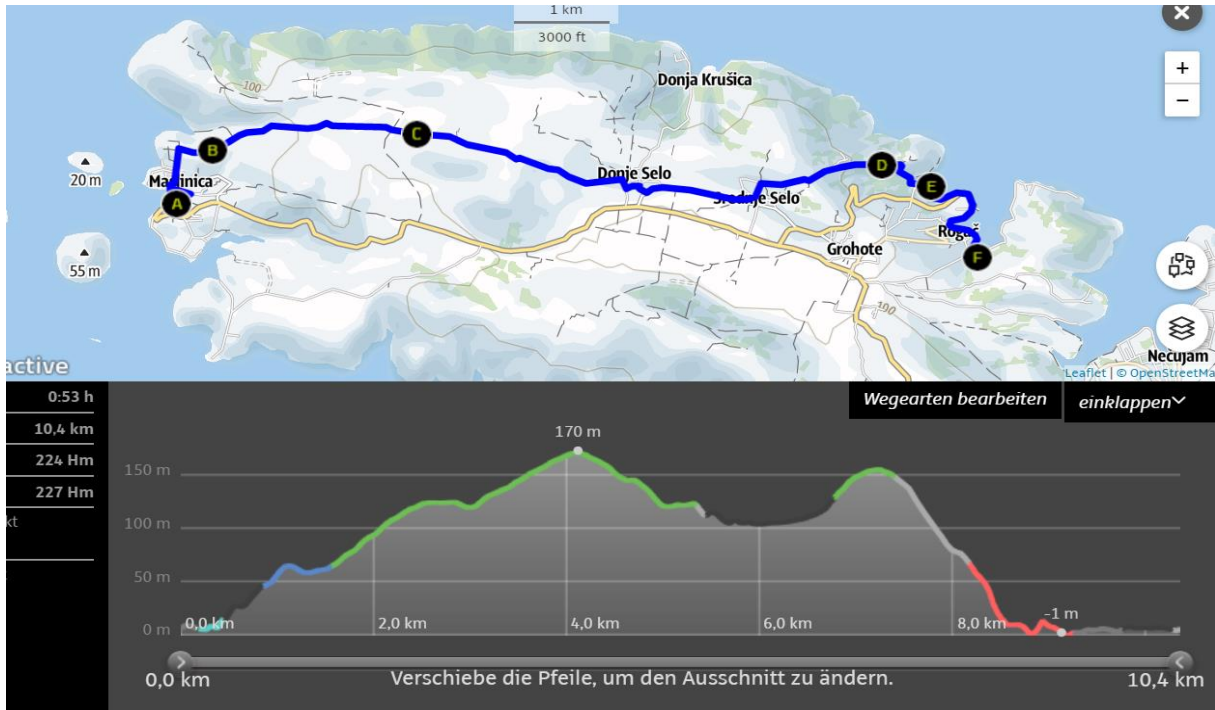 1 km
3000 ft
Donja Krušica
100
20 m
B
C
D
E
A
Donje Selo
Srednje Selo
Grohote
F
55 m
100
Nečujam
active
Leaflet | © OpenStreetMa
0:53 h
Wegearten bearbeiten
einklappen
10,4 km
224 Hm
227 Hm
kt
170 m
150 m
100 m
50 m
0 m
0,0 km
2,0 km
4,0 km
6,0 km
8,0 km
-1 m
0,0 km
Verschiebe die Pfeile, um den Ausschnitt zu ändern.
10,4 km